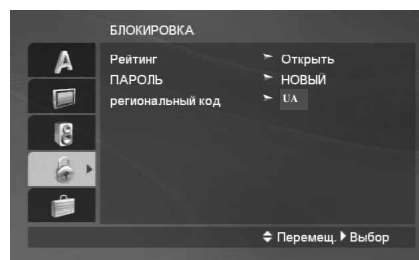 БЛОКИРОВКА
Рейтинг Открыть
ПАРОЛЬ НОВЫЙ
региональный код UA
Перемещ. Выбор